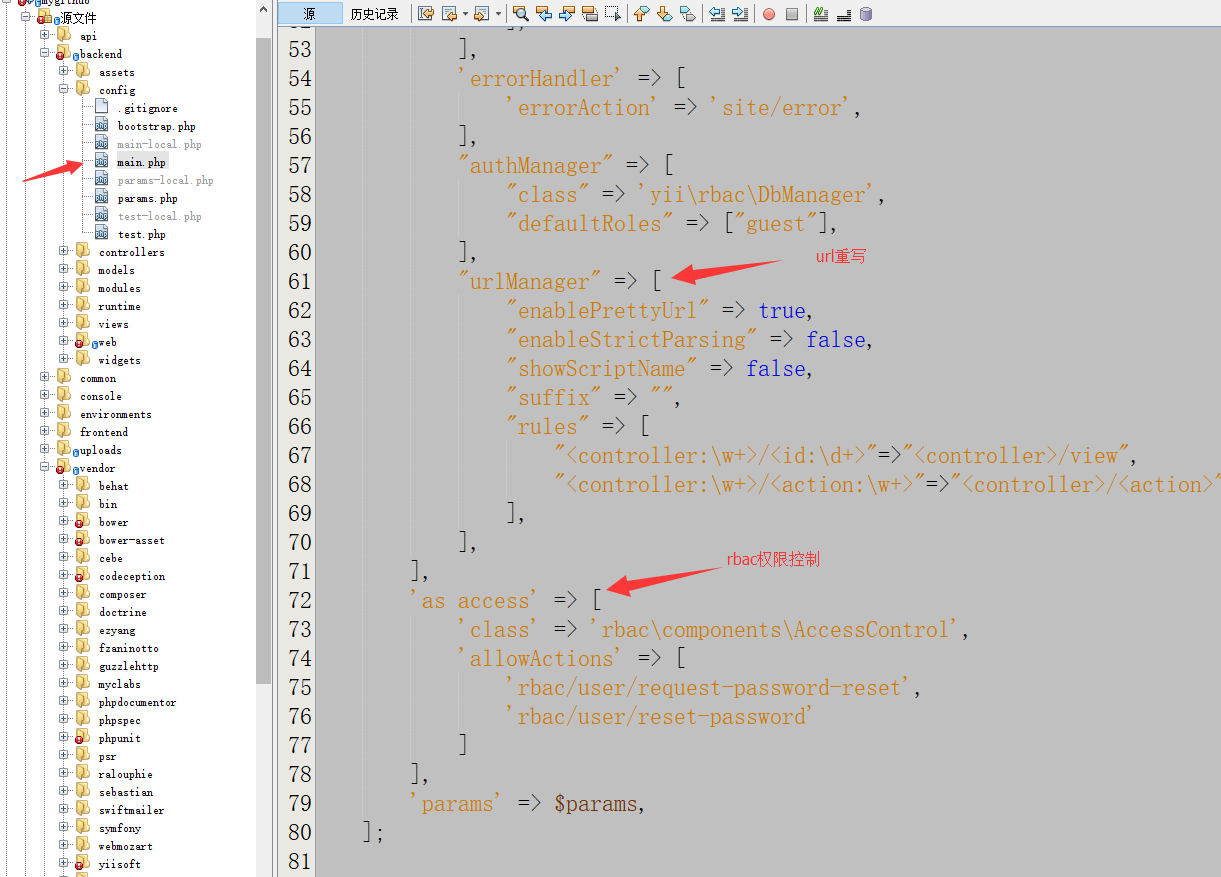 mygithub
源文件
api
backend
assets
config
.gitignore
bootstrap.php
main-local.php
main.php
params-local.php
params.php
test-local.php
test.php
controllers
models
modules
runtime
views
web
widgets
common
console
environments
frontend
uploads
vendor
behat
bin
bower
bower-asset
cebe
codeception
composer
doctrine
ezyang
fzaninotto
guzzlehttp
myclabs
phpdocumentor
phpspec
phpunit
psr
ralouphie
sebastian
swiftmailer
symfony
webmozart
yiisoft
源 历史记录
53 ],
54 'errorHandler' => [
55 'errorAction' => 'site/error',
56 ],
57 "authManager" => [
58 "class" => 'yii\rbac\DbManager',
59 "defaultRoles" => ["guest"],
60 ],
url重写
61 "urlManager" => [
62 "enablePrettyUrl" => true,
63 "enableStrictParsing" => false,
64 "showScriptName" => false,
65 "suffix" => "",
66 "rules" => [
67 "<controller:\w+>/<id:\d+>"=>"<controller>/view",
68 "<controller:\w+>/<action:\w+>"=>"<controller>/<action>"
69 ],
70 ],
rbac权限控制
71 ],
72 'as access' => [
73 'class' => 'rbac\components\AccessControl',
74 'allowActions' => [
75 'rbac/user/request-password-reset',
76 'rbac/user/reset-password'
77 ]
78 ],
79 'params' => $params,
80 ];
81